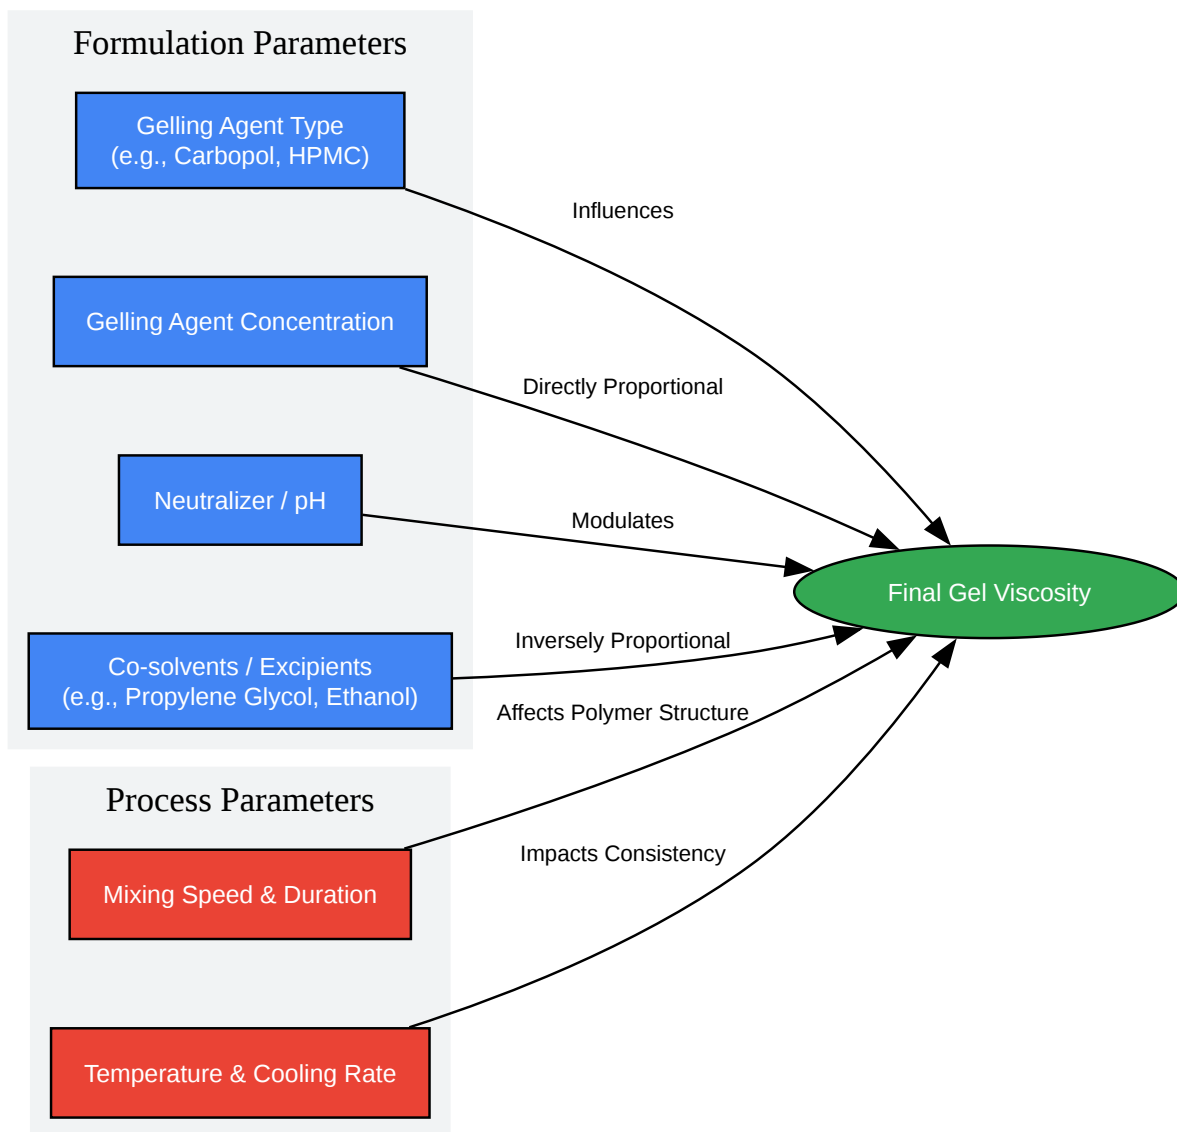 Formulation Parameters
Gelling Agent Type
(e.g., Carbopol, HPMC)
Influences
Gelling Agent Concentration
Directly Proportional
Neutralizer / pH
Modulates
Final Gel Viscosity
Co-solvents / Excipients
(e.g., Propylene Glycol, Ethanol)
Inversely Proportional
Affects Polymer Structure
Process Parameters
Mixing Speed & Duration
Impacts Consistency
Temperature & Cooling Rate